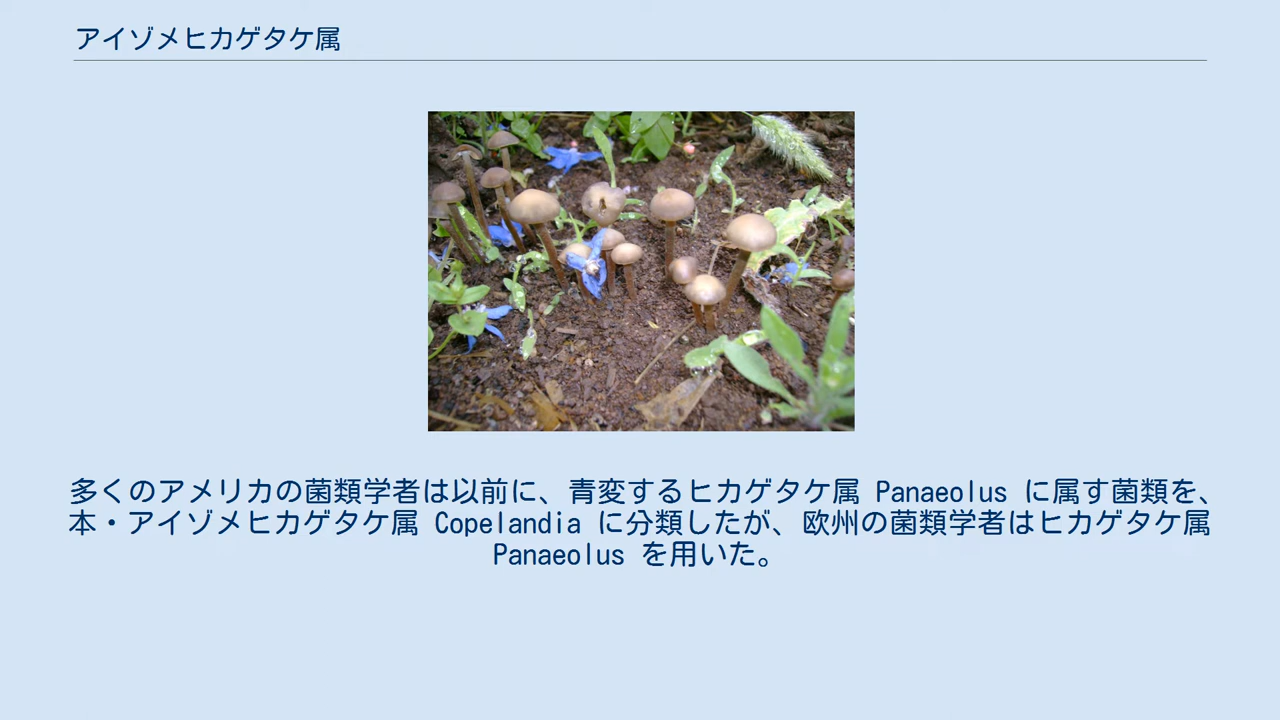 アイゾメヒカゲタケ属
多くのアメリカの菌類学者は以前に、青変するヒカゲタケ属 Panaeolus に属す菌類を、
本・アイゾメヒカゲタケ属 Copelandia に分類したが、欧州の菌類学者はヒカゲタケ属
Panaeolus を用いた。